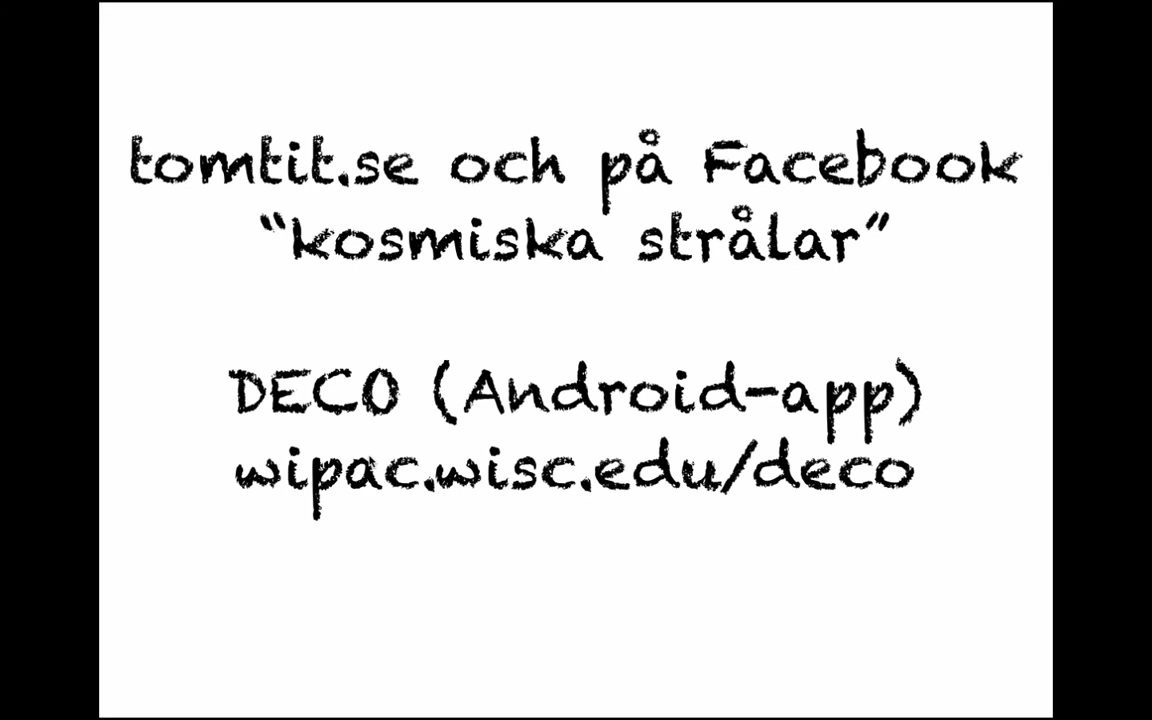 tomtit.se och på Facebook
“kosmiska strålar”
DECO (Android-app)
wipac.wisc.edu/deco